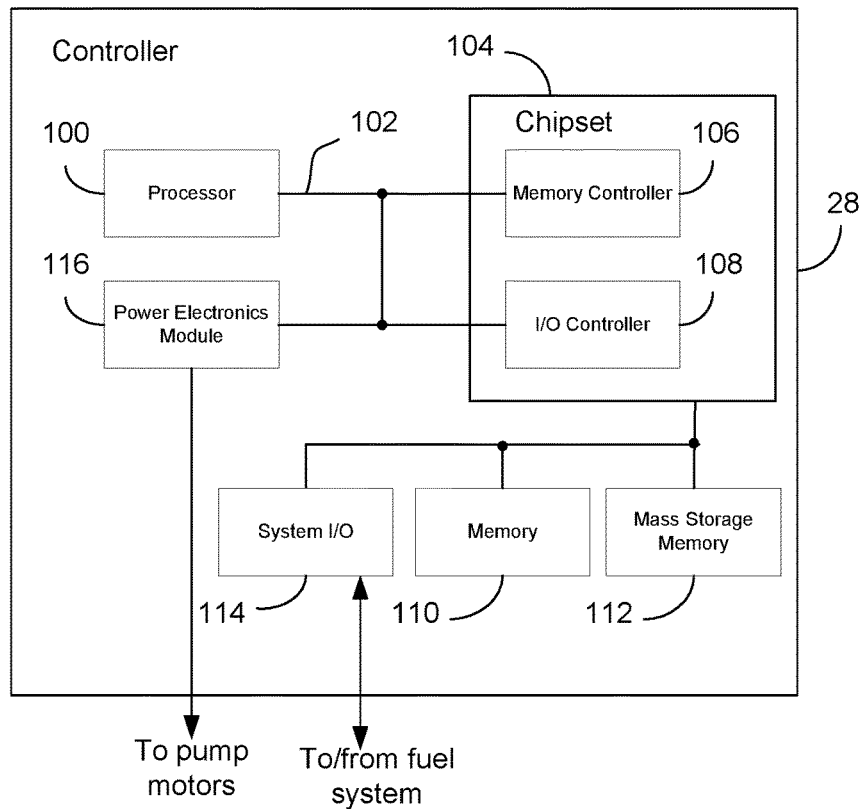 Controller
104
102
Chipset
100
106
Processor
Memory Controller
28
116
108
Power Electronics
Module
I/O Controller
System I/O
Memory
Mass Storage
Memory
114
110
112
To pump
motors
To/from fuel
system